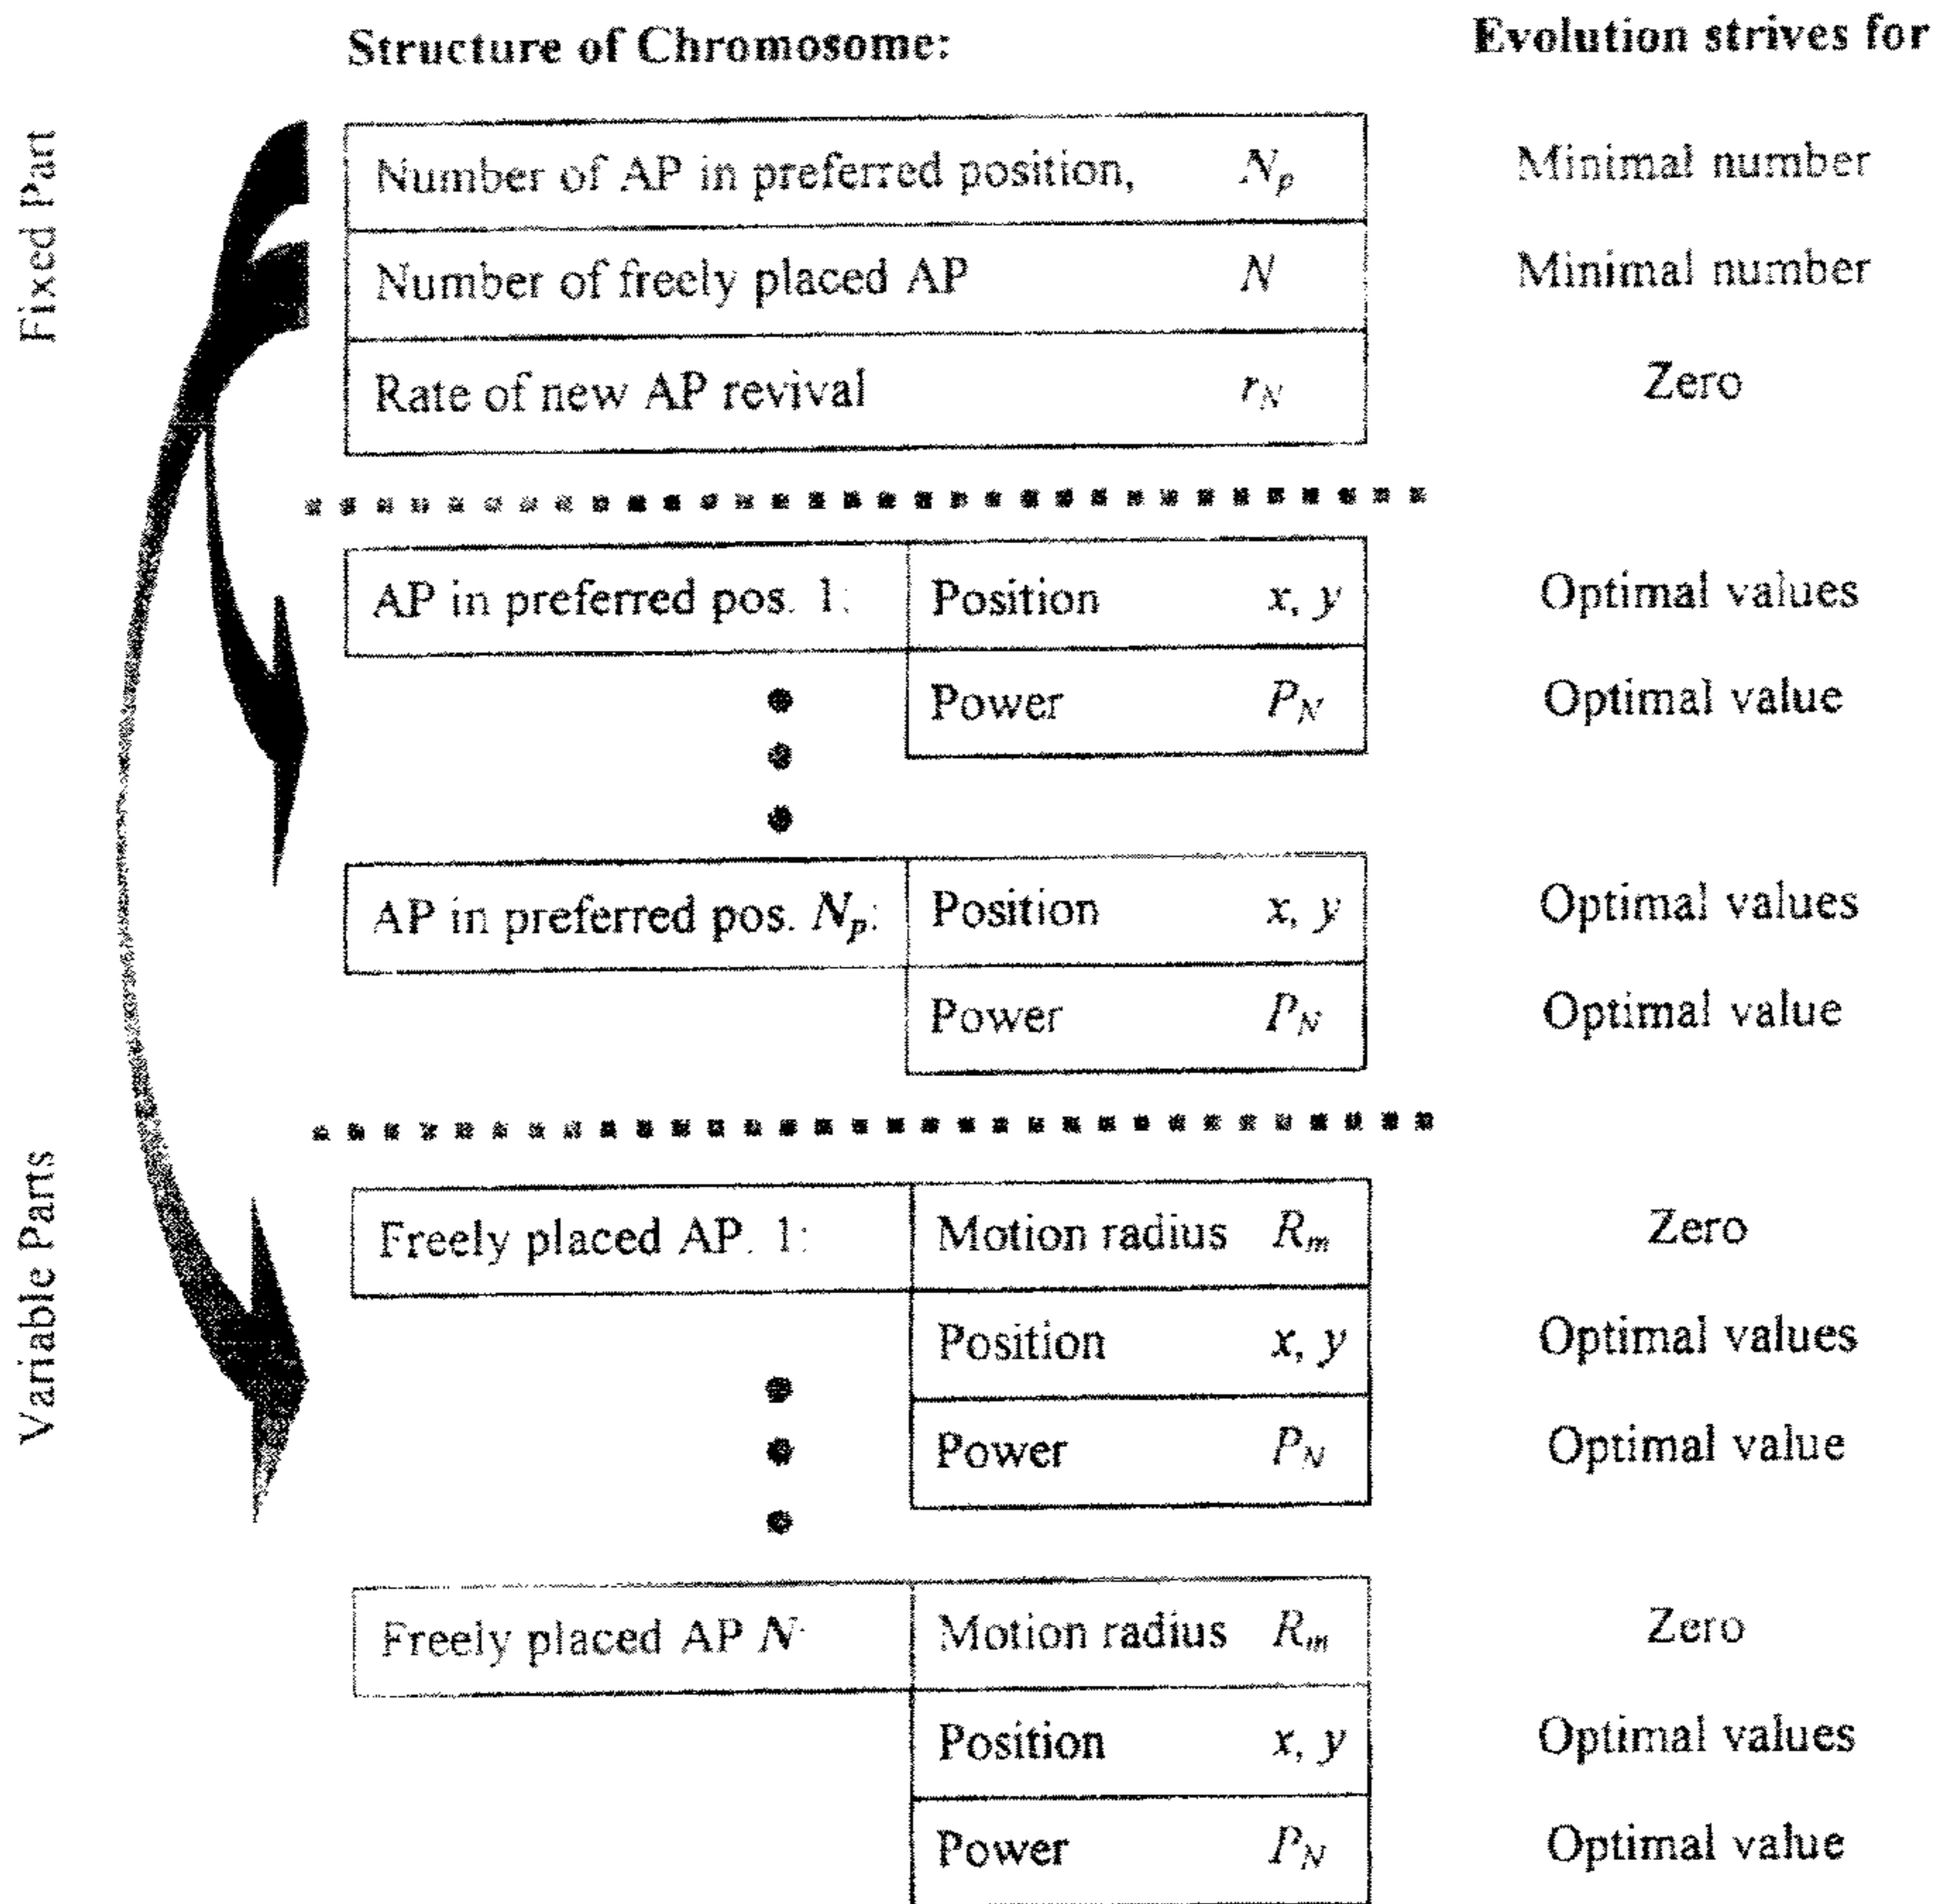 Structure of Chromosome: Evolution strives for
Fixed Part
Number of AP in preferred position, Np Minimal number
Number of freely placed AP N Minimal number
Rate of new AP revival rN Zero
AP in preferred pos. 1: Position x, y Optimal values
Power PN Optimal value
AP in preferred pos. Np: Position x, y Optimal values
Power PN Optimal value
Variable Parts
Freely placed AP. 1: Motion radius Rm Zero
Position x, y Optimal values
Power PN Optimal value
Freely placed AP N: Motion radius Rm Zero
Position x, y Optimal values
Power PN Optimal value